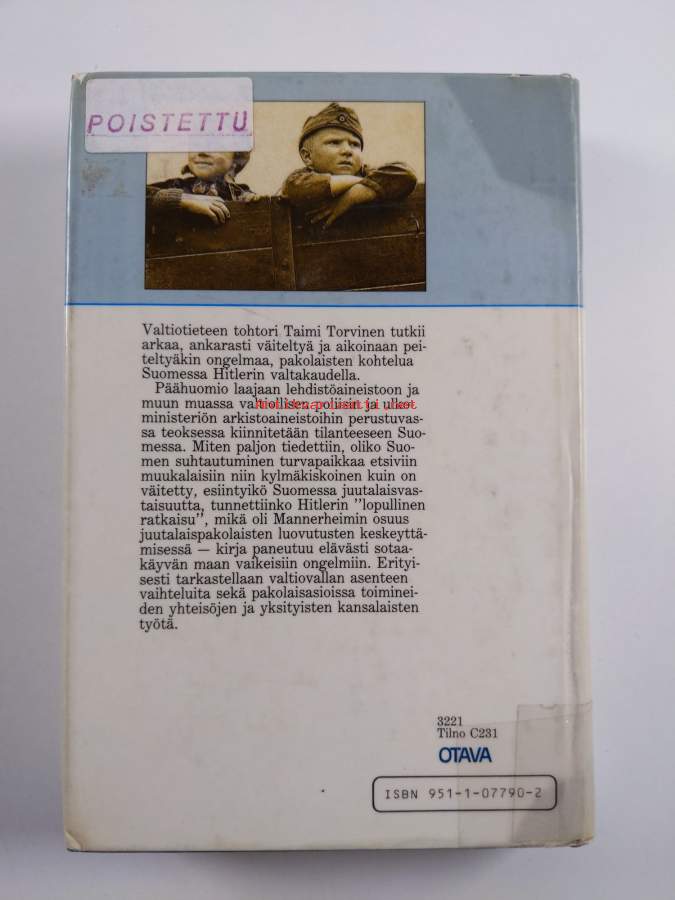 POISTETTU
Valtiotieteen tohtori Taimi Torvinen tutkii
arkaa, ankarasti väiteltyä ja aikoinaan pei-
teltyäkin ongelmaa, pakolaisten kohtelua
Suomessa Hitlerin valtakaudella.
Päähuomio laajaan lehdistöaineistoon ja
muun muassa valtiollisen poliisin ja ulko-
ministeriön arkistoaineistoihin perustuvas-
sa teoksessa kiinnitetään tilanteeseen Suo-
messa. Miten paljon tiedettiin, oliko Suo-
men suhtautuminen turvapaikkaa etsiviin
muukalaisiin niin kylmäkiskoinen kuin on
väitetty, esiintyikö Suomessa juutalaisvas-
taisuutta, tunnettiinko Hitlerin "lopullinen
ratkaisu", mikä oli Mannerheimin osuus
juutalaispakolaisten luovutusten keskeyttä-
misessä — kirja paneutuu elävästi sotaa-
käyvän maan vaikeisiin ongelmiin. Erityi-
sesti tarkastellaan valtiovallan asenteen
vaihteluita sekä pakolaisasioissa toiminei-
den yhteisöjen ja yksityisten kansalaisten
työtä.
3221
Tilno C231
OTAVA
ISBN 951-1-07790-2